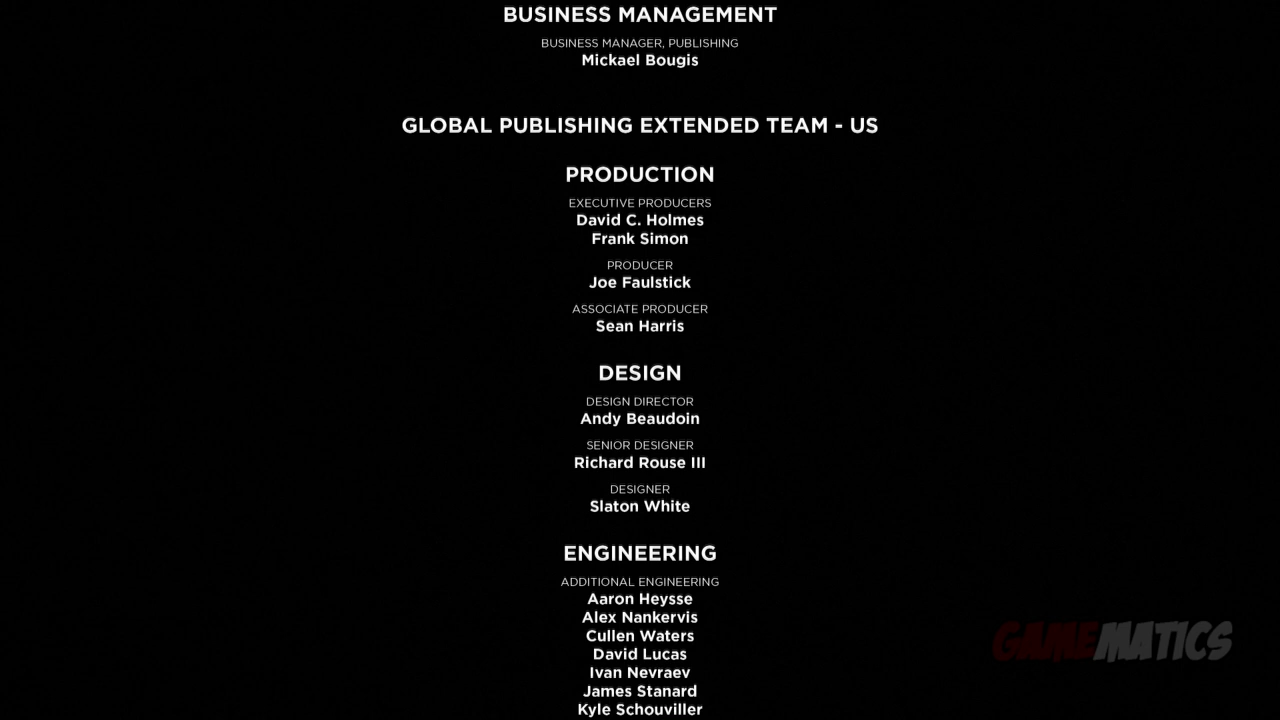 BUSINESS MANAGEMENT
BUSINESS MANAGER, PUBLISHING
Mickael Bougis
GLOBAL PUBLISHING EXTENDED TEAM - US
PRODUCTION
EXECUTIVE PRODUCERS
David C. Holmes
Frank Simon
PRODUCER
Joe Faulstick
ASSOCIATE PRODUCER
Sean Harris
DESIGN
DESIGN DIRECTOR
Andy Beaudoin
SENIOR DESIGNER
Richard Rouse III
DESIGNER
Slaton White
ENGINEERING
ADDITIONAL ENGINEERING
Aaron Heysse
Alex Nankervis
Cullen Waters
David Lucas
Ivan Nevraev
James Stanard
Kyle Schouviller
GAMEMATICS